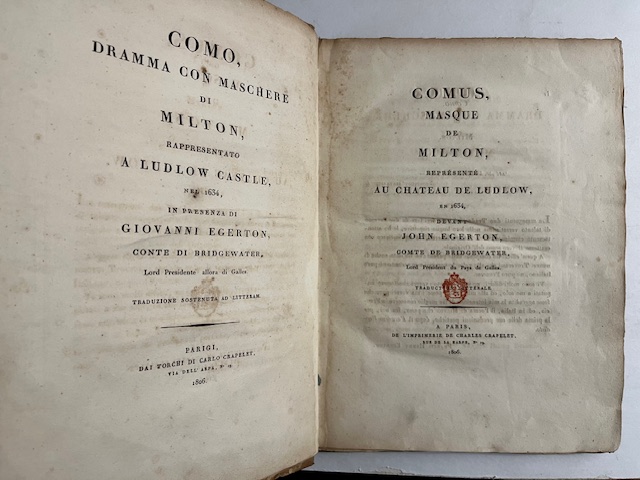 COMO,
DRAMMA CON MASCHERE
DI
MILTON,
RAPPRESENTATO
A LUDLOW CASTLE,
NEL 1634,
IN PRESENZA DI
GIOVANNI EGERTON,
CONTE DI BRIDGEWATER,
Lord Presidente allora di Galles.
TRADUZIONE SOSTENUTA AD LITTERAM.
PARIGI,
DAI TORCHI DI CARLO CRAPELET,
VIA DELL'ARPA, Nº 19.
1806.
COMUS,
MASQUE
DE
MILTON,
REPRÉSENTÉ
AU CHATEAU DE LUDLOW,
EN 1634,
DEVANT
JOHN EGERTON,
COMTE DE BRIDGEWATER,
Lord Président du Pays de Galles.
A PARIS,
DE L'IMPRIMERIE DE CHARLES CRAPELET,
RUE DE LA HARPE, Nº 19.
1806.